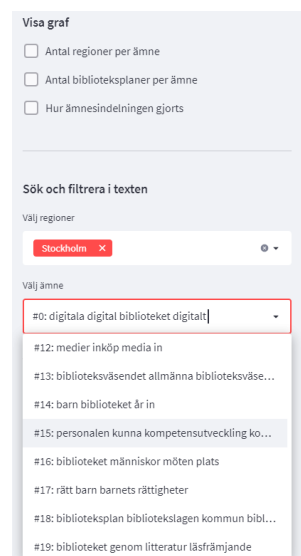 Visa graf
Antal regioner per ämne
Antal biblioteksplaner per ämne
Hur ämnesindelningen gjorts
Sök och filtrera i texten
Välj regioner
Stockholm ×
Välj ämne
#0: digitala digital biblioteket digitalt
#12: medier inköp media in
#13: biblioteksväsendet allmänna biblioteksväse...
#14: barn biblioteket år in
#15: personalen kunna kompetensutveckling ko...
#16: biblioteket människor möten plats
#17: rätt barn barnets rättigheter
#18: biblioteksplan bibliotekslagen kommun bibl...
#19: biblioteket genom litteratur läsfrämjande